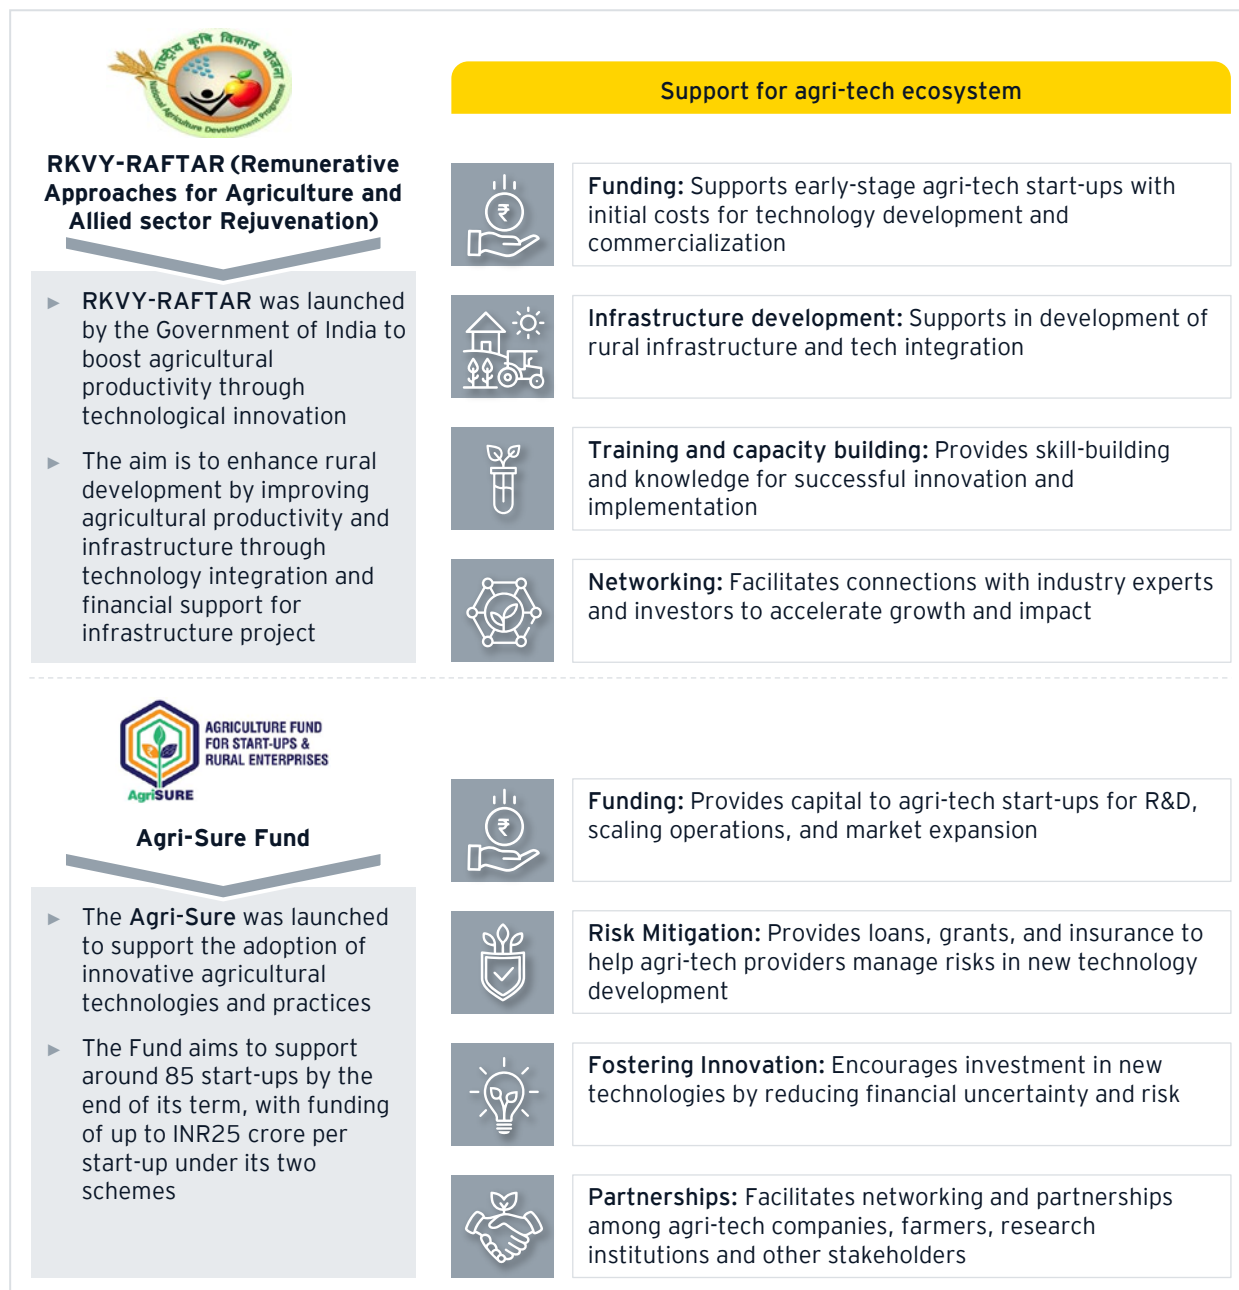 राष्ट्रीय कृषि विकास योजना
National Agriculture Development Programme
RKVY-RAFTAR (Remunerative
Approaches for Agriculture and
Allied sector Rejuvenation)
► RKVY-RAFTAR was launched
by the Government of India to
boost agricultural
productivity through
technological innovation
► The aim is to enhance rural
development by improving
agricultural productivity and
infrastructure through
technology integration and
financial support for
infrastructure project
Support for agri-tech ecosystem
₹
Funding: Supports early-stage agri-tech start-ups with
initial costs for technology development and
commercialization
Infrastructure development: Supports in development of
rural infrastructure and tech integration
Training and capacity building: Provides skill-building
and knowledge for successful innovation and
implementation
Networking: Facilitates connections with industry experts
and investors to accelerate growth and impact
AGRICULTURE FUND
FOR START-UPS &
RURAL ENTERPRISES
AgriSURE
Agri-Sure Fund
► The Agri-Sure was launched
to support the adoption of
innovative agricultural
technologies and practices
► The Fund aims to support
around 85 start-ups by the
end of its term, with funding
of up to INR25 crore per
start-up under its two
schemes
₹
Funding: Provides capital to agri-tech start-ups for R&D,
scaling operations, and market expansion
Risk Mitigation: Provides loans, grants, and insurance to
help agri-tech providers manage risks in new technology
development
Fostering Innovation: Encourages investment in new
technologies by reducing financial uncertainty and risk
Partnerships: Facilitates networking and partnerships
among agri-tech companies, farmers, research
institutions and other stakeholders